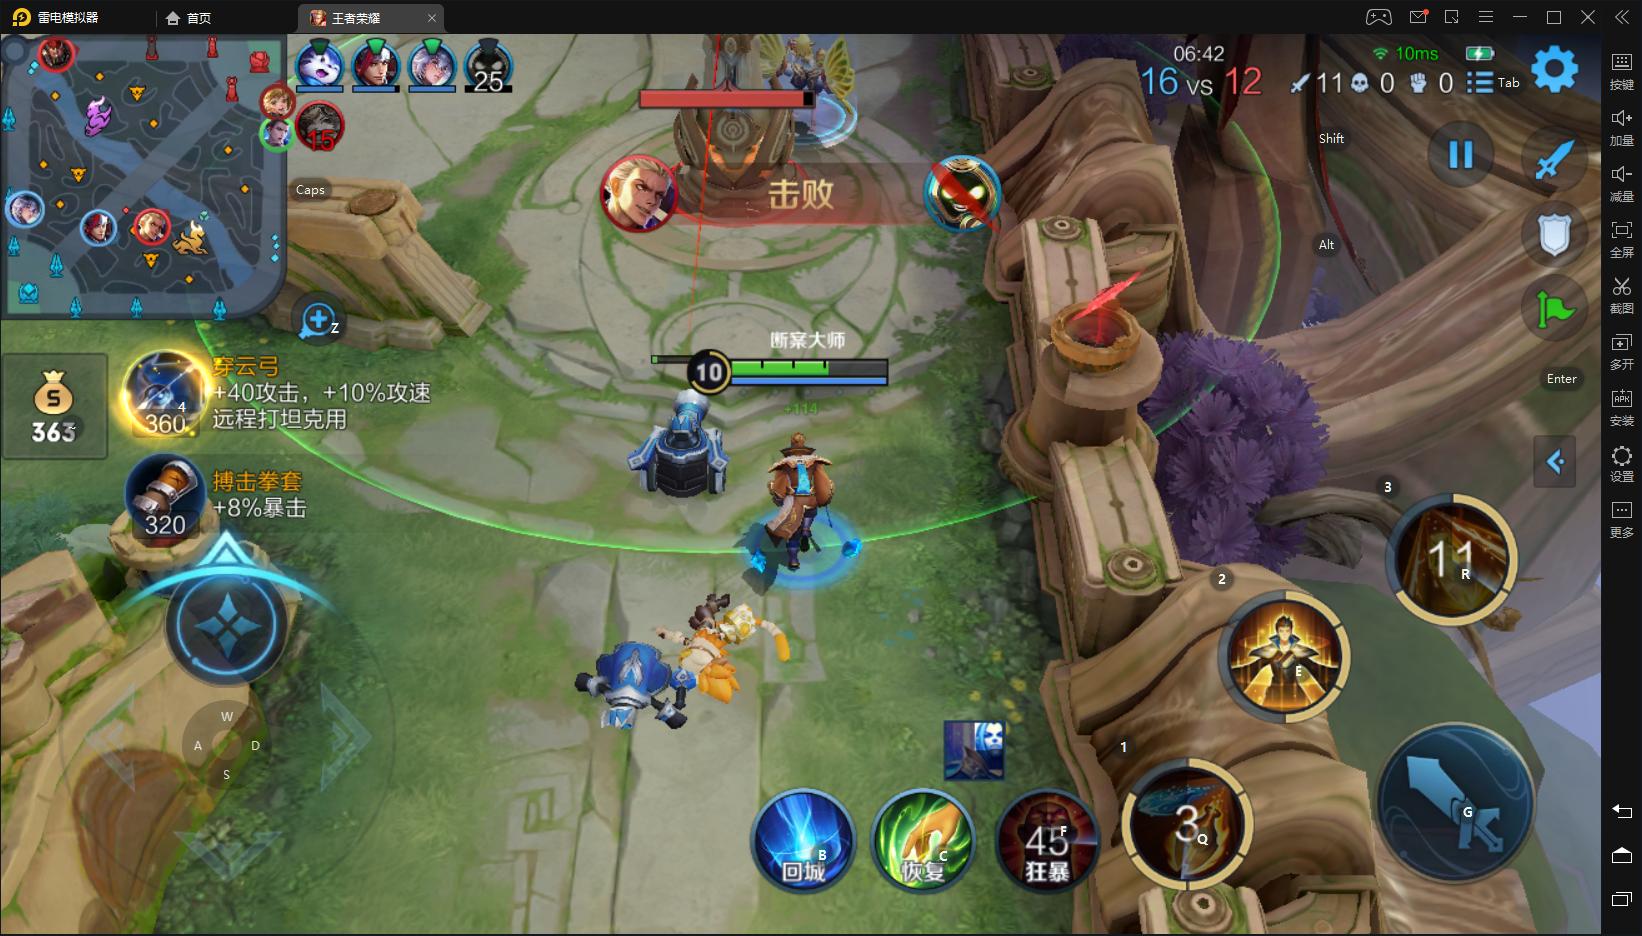 雷电模拟器
首页
王者荣耀
25
15
06:42
10ms
16 vs 12
11
0
0
Tab
Shift
Caps
Alt
击败
Z
断案大师
10
+114
363
穿云弓
+40攻击，+10%攻速
远程打坦克用
4
360
搏击拳套
+8%暴击
320
Enter
3
11
R
2
E
1
3
Q
G
W
A
D
S
B
回城
C
恢复
45
F
狂暴
按键
加量
减量
全屏
截图
多开
APK
安装
设置
更多